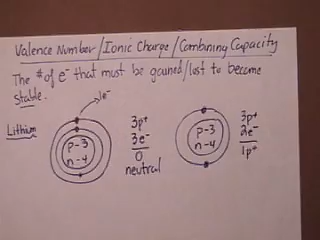 Valence Number/Ionic Charge/Combining Capacity
The # of e⁻ that must be gained/lost to become
stable.
1e⁻
Lithium
p-3
n-4
3p⁺
3e⁻
0
neutral
p-3
n-4
3p⁺
2e⁻
1p⁺